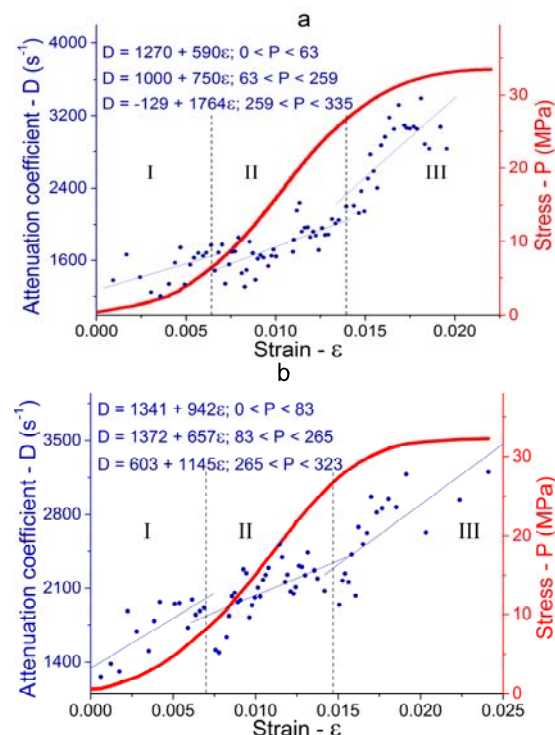 a
Attenuation coefficient - D (s⁻¹)
4000
3200
2400
1600
D = 1270 + 590ε; 0 < P < 63
D = 1000 + 750ε; 63 < P < 259
D = -129 + 1764ε; 259 < P < 335
I
II
III
30
20
10
0
Stress - P (MPa)
0.000
0.005
0.010
0.015
0.020
Strain - ε
b
Attenuation coefficient - D (s⁻¹)
3500
2800
2100
1400
D = 1341 + 942ε; 0 < P < 83
D = 1372 + 657ε; 83 < P < 265
D = 603 + 1145ε; 265 < P < 323
I
II
III
50
40
30
20
10
0
Stress - P (MPa)
0.000
0.005
0.010
0.015
0.020
0.025
Strain - ε